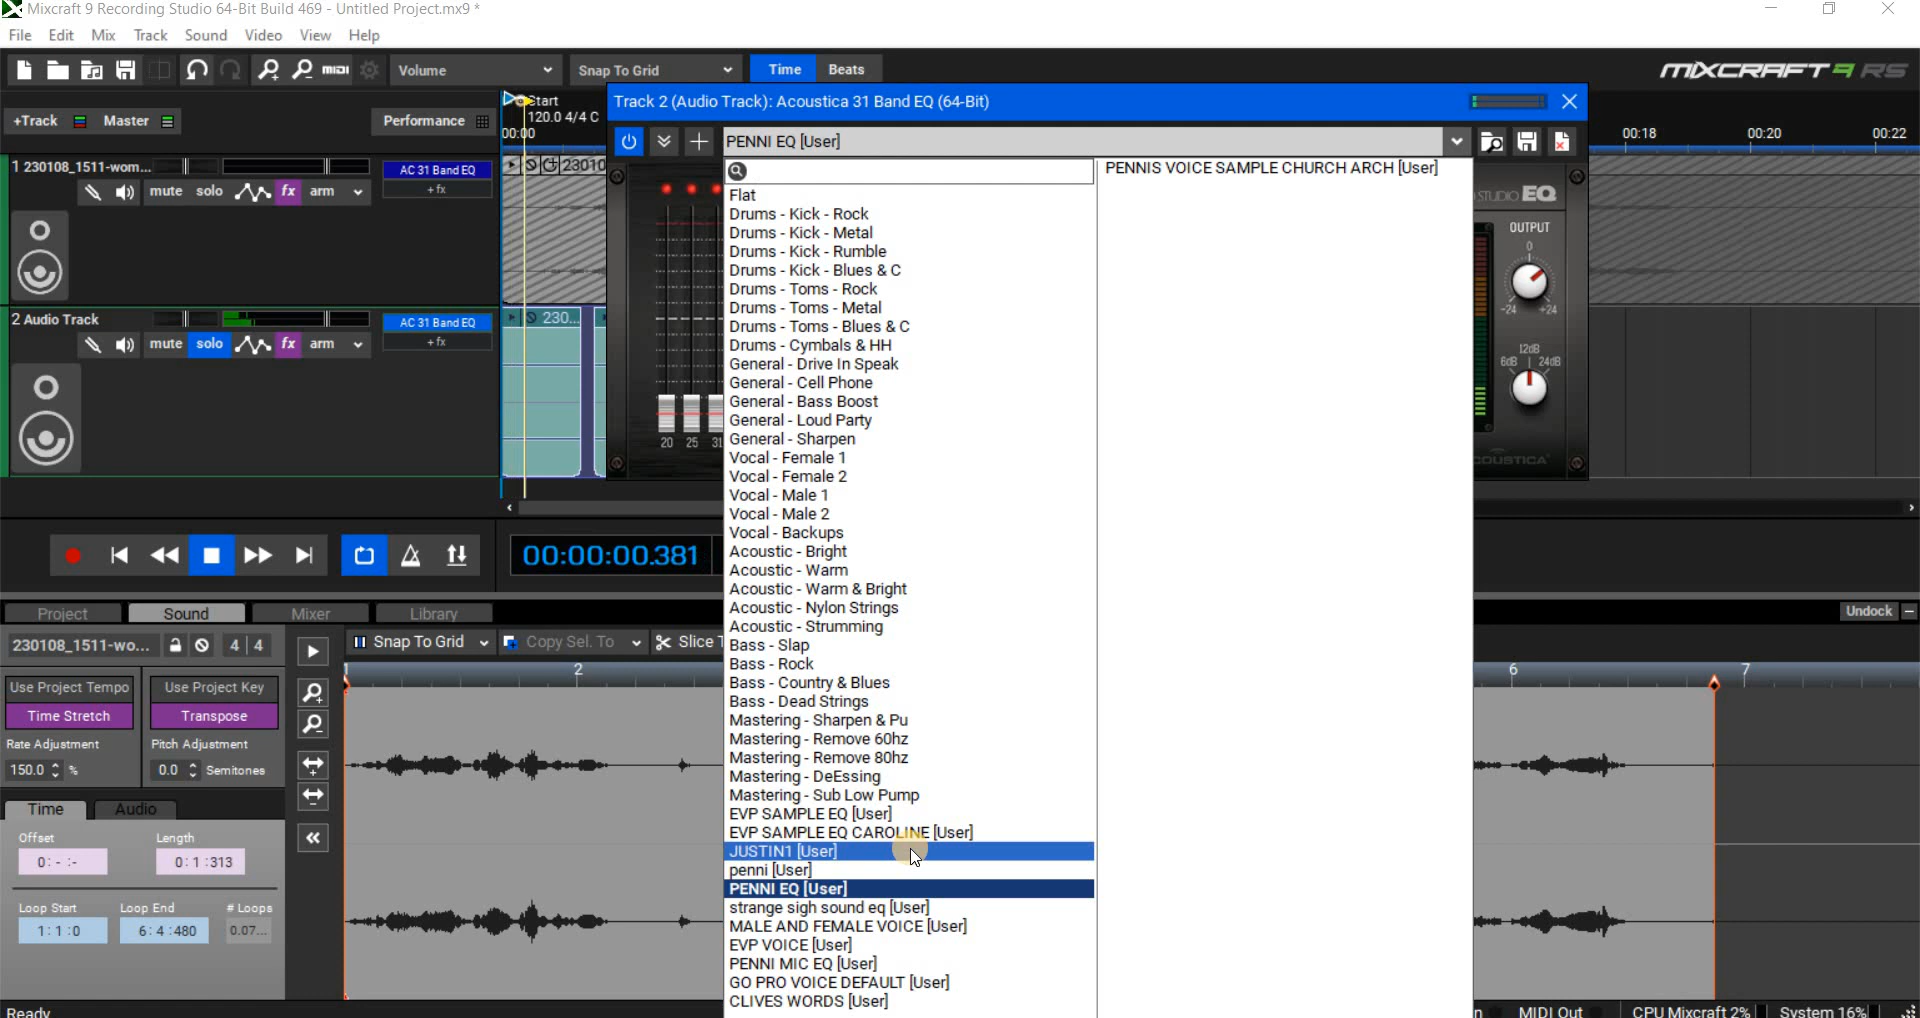 Mixcraft 9 Recording Studio 64-Bit Build 469 - Untitled Project.mx9 *
File Edit Mix Track Sound Video View Help
MIDI Volume Snap To Grid Time Beats
MIXCRAFT 9 RS
+Track Master Performance
Start
120.0 4/4 C
00:00
Track 2 (Audio Track): Acoustica 31 Band EQ (64-Bit)
PENNI EQ [User]
00:18 00:20 00:22
1 230108_1511-wom...
AC 31 Band EQ
+ fx
mute solo fx arm
2 Audio Track
AC 31 Band EQ
+ fx
mute solo fx arm
230...
20 25
PENNIS VOICE SAMPLE CHURCH ARCH [User]
Flat
Drums - Kick - Rock
Drums - Kick - Metal
Drums - Kick - Rumble
Drums - Kick - Blues & C
Drums - Toms - Rock
Drums - Toms - Metal
Drums - Toms - Blues & C
Drums - Cymbals & HH
General - Drive In Speak
General - Cell Phone
General - Bass Boost
General - Loud Party
General - Sharpen
Vocal - Female 1
Vocal - Female 2
Vocal - Male 1
Vocal - Male 2
Vocal - Backups
Acoustic - Bright
Acoustic - Warm
Acoustic - Warm & Bright
Acoustic - Nylon Strings
Acoustic - Strumming
Bass - Slap
Bass - Rock
Bass - Country & Blues
Bass - Dead Strings
Mastering - Sharpen & Pu
Mastering - Remove 60hz
Mastering - Remove 80hz
Mastering - DeEssing
Mastering - Sub Low Pump
EVP SAMPLE EQ [User]
EVP SAMPLE EQ CAROLINE [User]
JUSTIN1 [User]
penni [User]
PENNI EQ [User]
strange sigh sound eq [User]
MALE AND FEMALE VOICE [User]
EVP VOICE [User]
PENNI MIC EQ [User]
GO PRO VOICE DEFAULT [User]
CLIVES WORDS [User]
STUDIO EQ
OUTPUT
0
-24 +24
12dB
6dB 24dB
00:00:00.381
Project Sound Mixer Library
Undock
230108_1511-wo... 4 4
Snap To Grid Copy Sel. To Slice T
Use Project Tempo Use Project Key
Time Stretch Transpose
Rate Adjustment Pitch Adjustment
150.0 % 0.0 Semitones
Time Audio
Offset Length
0: - :- 0: 1 :313
Loop Start Loop End # Loops
1: 1 :0 6: 4 :480 0.07...
1 2 6 7
Ready
MIDI Out CPU Mixcraft 2% System 16%